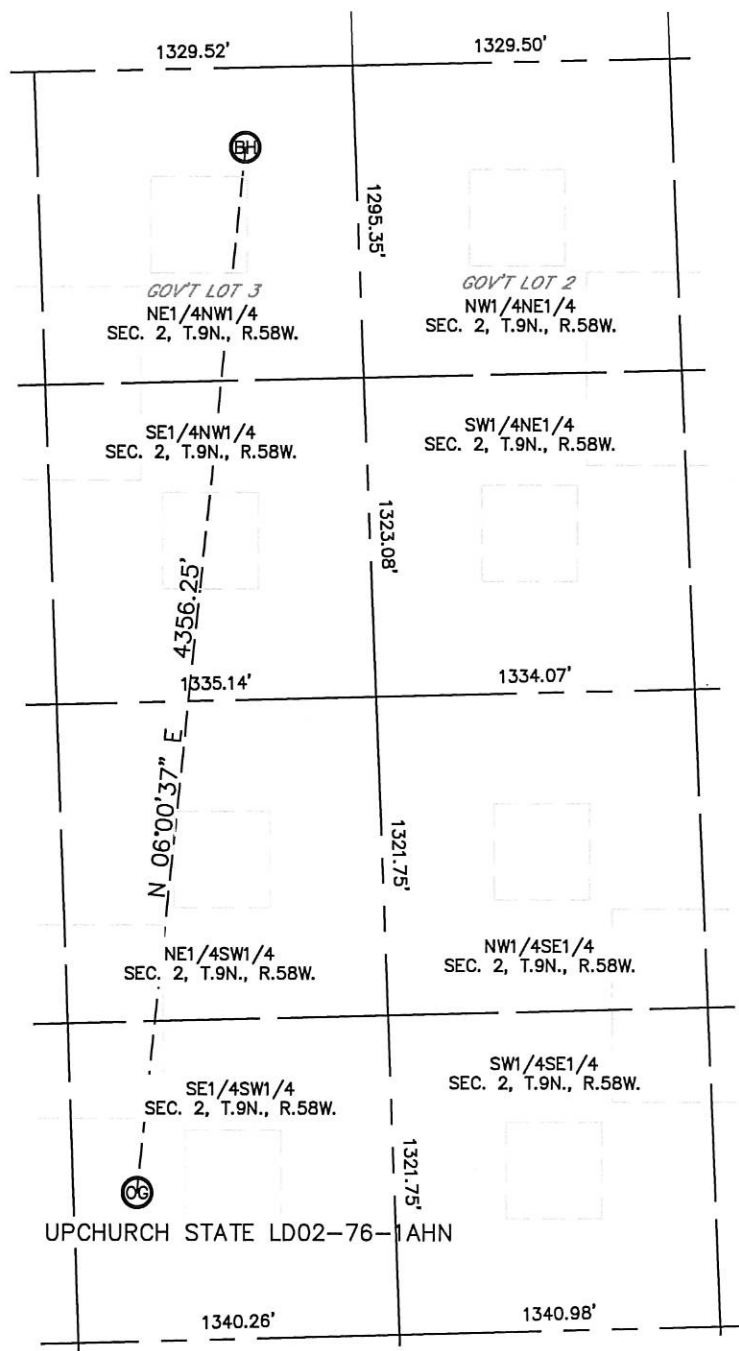 1329.52'
1329.50'
BH
1295.35'
GOV'T LOT 3
NE1/4NW1/4
SEC. 2, T.9N., R.58W.
GOV'T LOT 2
NW1/4NE1/4
SEC. 2, T.9N., R.58W.
SE1/4NW1/4
SEC. 2, T.9N., R.58W.
SW1/4NE1/4
SEC. 2, T.9N., R.58W.
1323.08'
N 06°00'37" E 4356.25'
1335.14'
1334.07'
1321.75'
NE1/4SW1/4
SEC. 2, T.9N., R.58W.
NW1/4SE1/4
SEC. 2, T.9N., R.58W.
SE1/4SW1/4
SEC. 2, T.9N., R.58W.
SW1/4SE1/4
SEC. 2, T.9N., R.58W.
1321.75'
OG
UPCHURCH STATE LD02-76-1AHN
1340.26'
1340.98'